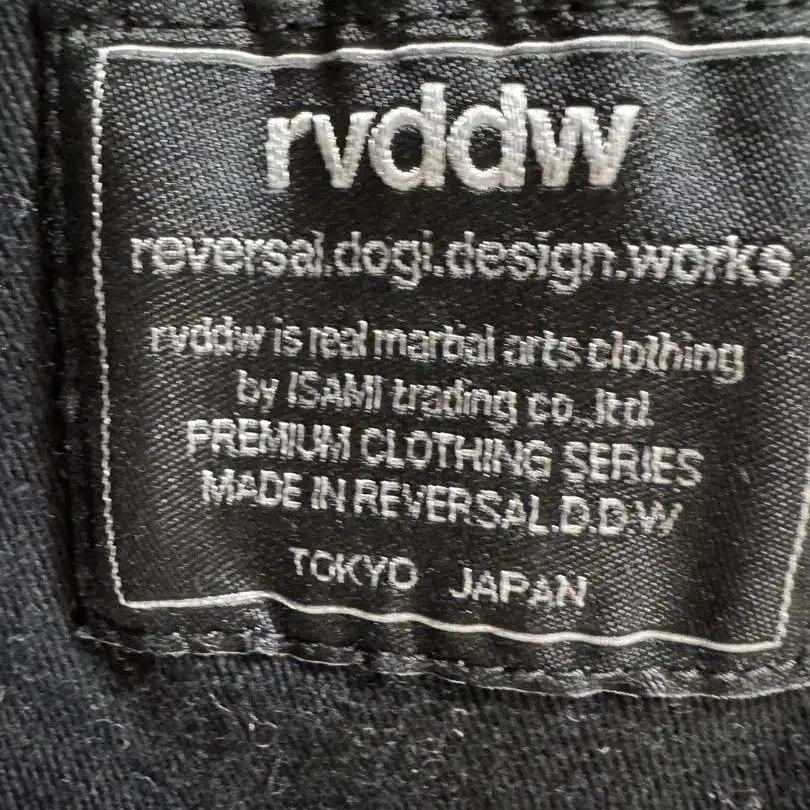 rvddw
reversal.dogi.design.works
rvddw is real martial arts clothing
by ISAMI trading co.,ltd.
PREMIUM CLOTHING SERIES
MADE IN REVERSAL.D.D.W
TOKYO JAPAN